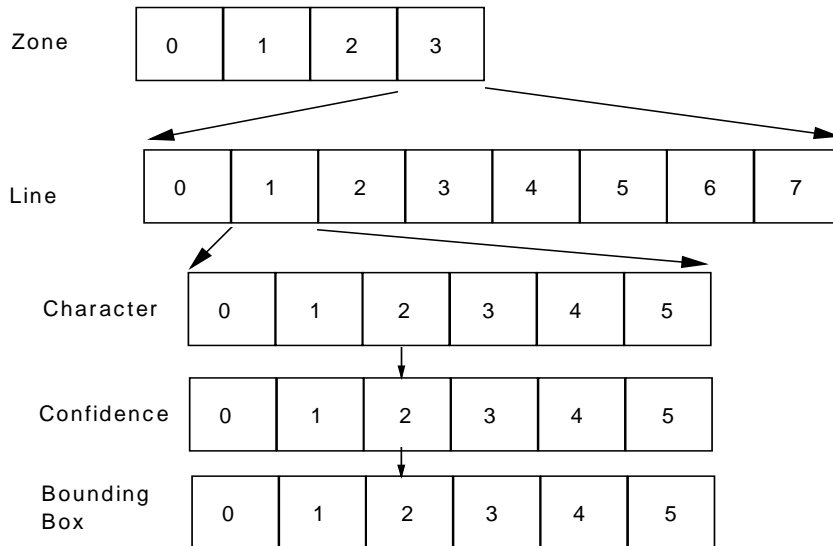 Zone 0 1 2 3
Line 0 1 2 3 4 5 6 7
Character 0 1 2 3 4 5
Confidence 0 1 2 3 4 5
Bounding
Box 0 1 2 3 4 5